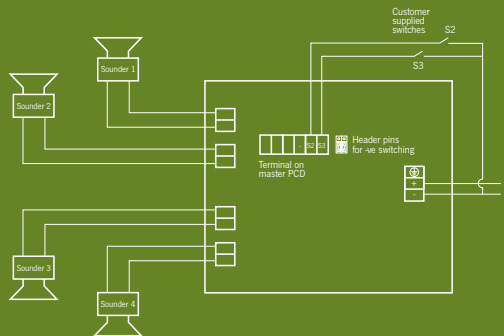 Customer
supplied
switches
S2
S3
Sounder 1
Sounder 2
- S2 S3
Header pins
for -ve switching
Terminal on
master PCD
+
-
Sounder 3
Sounder 4